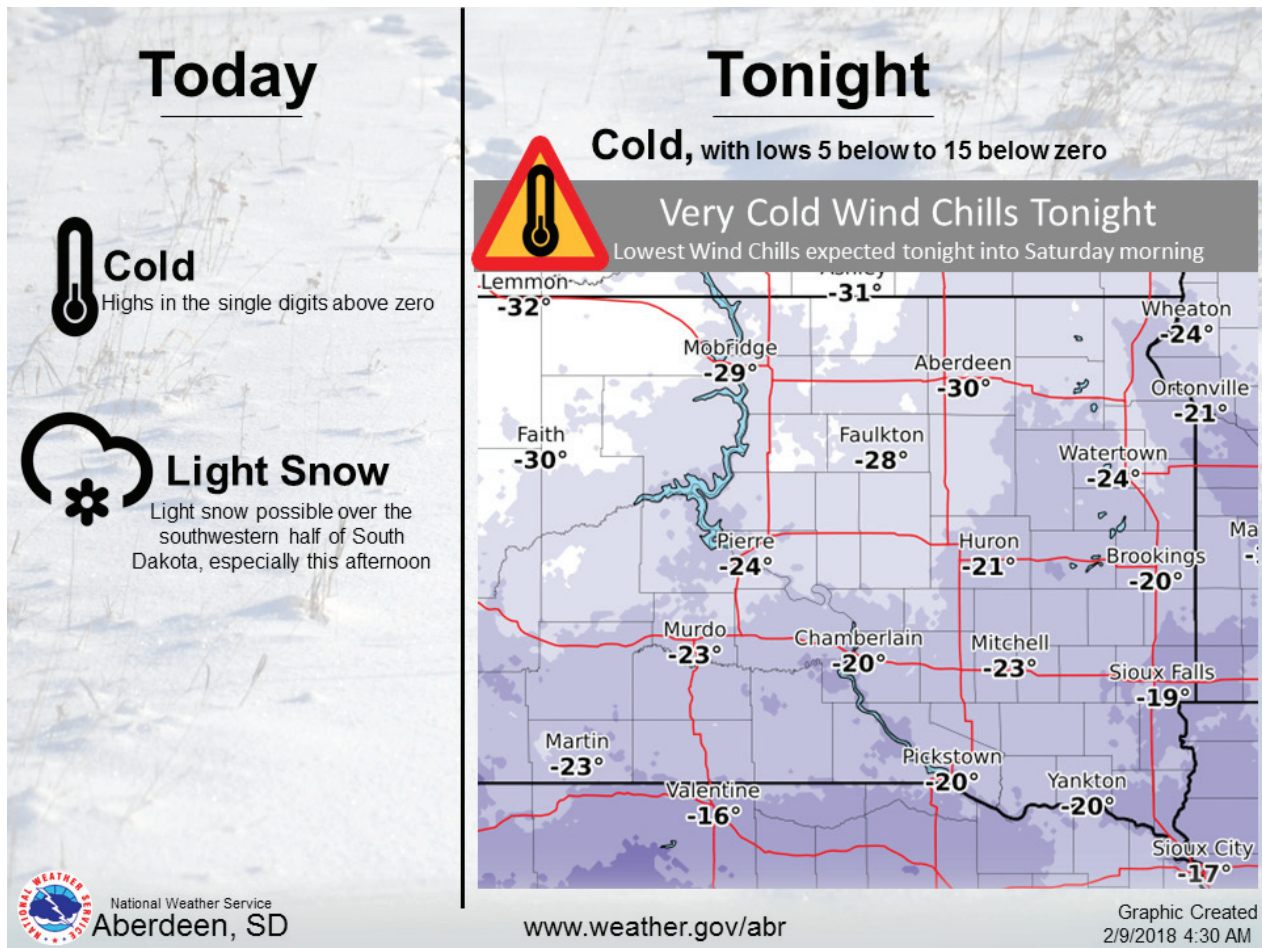 Today
Cold
Highs in the single digits above zero
Light Snow
Light snow possible over the
southwestern half of South
Dakota, especially this afternoon
Tonight
Cold, with lows 5 below to 15 below zero
Very Cold Wind Chills Tonight
Lowest Wind Chills expected tonight into Saturday morning
Lemmon
-32°
Ashley
-31°
Wheaton
-24°
Mobridge
-29°
Aberdeen
-30°
Ortonville
-21°
Faith
-30°
Faulkton
-28°
Watertown
-24°
Pierre
-24°
Huron
-21°
Brookings
-20°
Ma
Murdo
-23°
Chamberlain
-20°
Mitchell
-23°
Sioux Falls
-19°
Martin
-23°
Pickstown
-20°
Yankton
-20°
Valentine
-16°
Sioux City
-17°
NATIONAL WEATHER SERVICE
National Weather Service
Aberdeen, SD
www.weather.gov/abr
Graphic Created
2/9/2018 4:30 AM